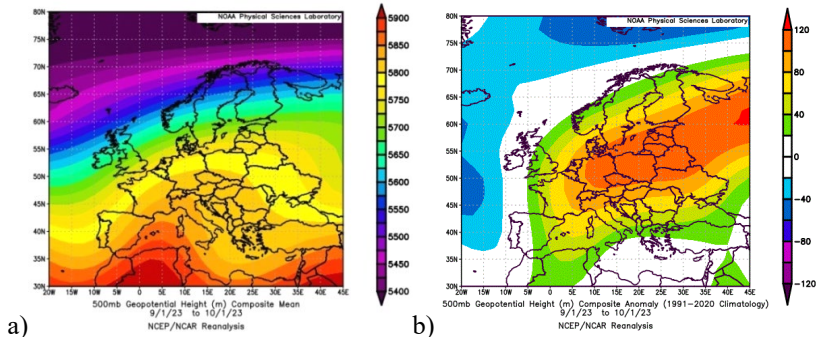 NOAA Physical Sciences Laboratory
80N
75N
70N
65N
60N
55N
50N
45N
40N
35N
30N
20W 15W 10W 5W 0 5E 10E 15E 20E 25E 30E 35E 40E 45E
5900
5850
5800
5750
5700
5650
5600
5550
5500
5450
5400
500mb Geopotential Height (m) Composite Mean
9/1/23 to 10/1/23
NCEP/NCAR Reanalysis
a)
NOAA Physical Sciences Laboratory
80N
75N
70N
65N
60N
55N
50N
45N
40N
35N
30N
20W 15W 10W 5W 0 5E 10E 15E 20E 25E 30E 35E 40E 45E
120
80
40
0
-40
-80
-120
500mb Geopotential Height (m) Composite Anomaly (1991-2020 Climatology)
9/1/23 to 10/1/23
NCEP/NCAR Reanalysis
b)